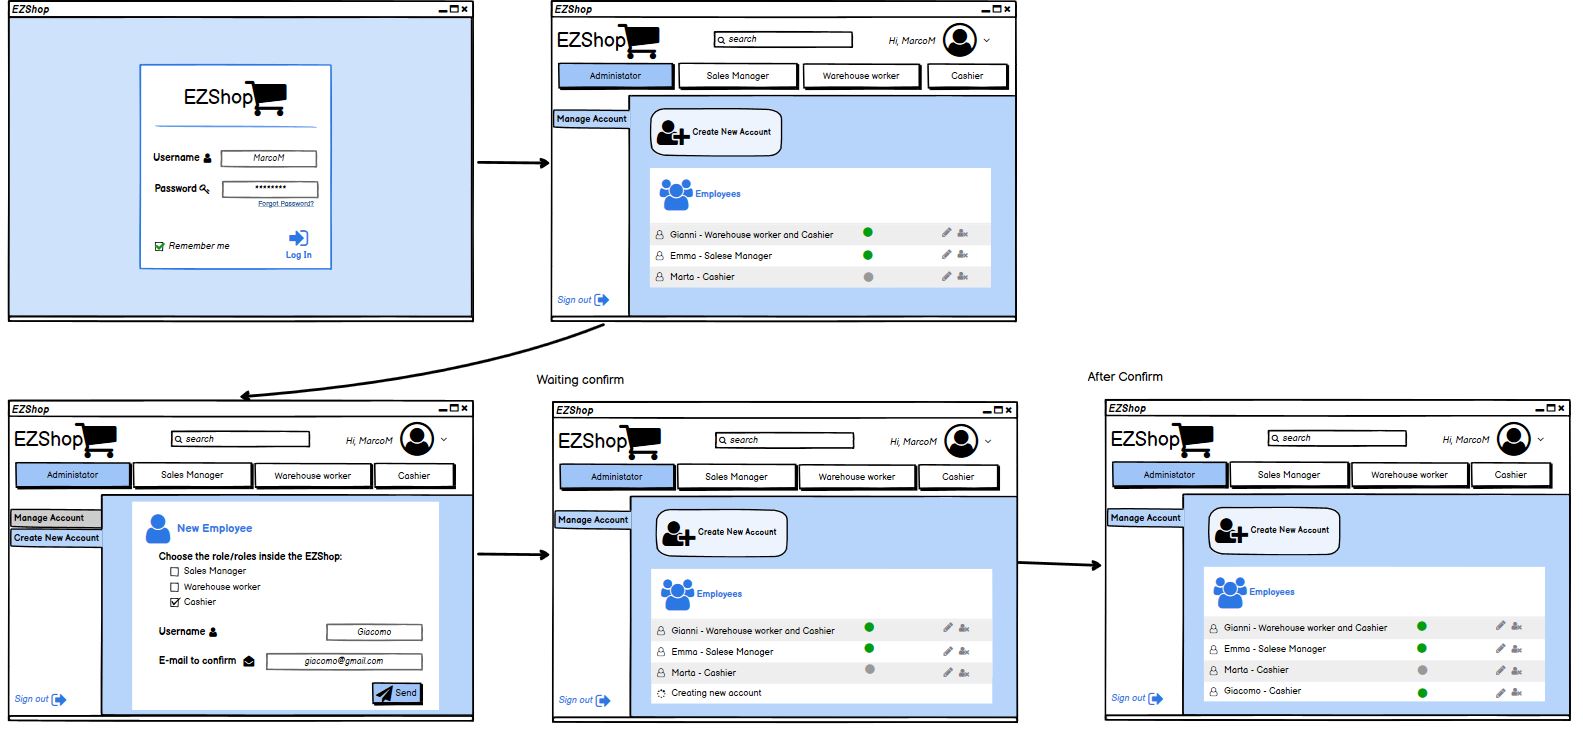 EZShop
EZShop
Username MarcoM
Password ********
Forgot Password?
Remember me
Log In
EZShop
EZShop search Hi, MarcoM
Administator Sales Manager Warehouse worker Cashier
Manage Account
Create New Account
Employees
Gianni - Warehouse worker and Cashier
Emma - Salese Manager
Marta - Cashier
Sign out
EZShop
EZShop search Hi, MarcoM
Administator Sales Manager Warehouse worker Cashier
Manage Account
Create New Account
New Employee
Choose the role/roles inside the EZShop:
Sales Manager
Warehouse worker
Cashier
Username Giacomo
E-mail to confirm giacomo@gmail.com
Send
Sign out
Waiting confirm
EZShop
EZShop search Hi, MarcoM
Administator Sales Manager Warehouse worker Cashier
Manage Account
Create New Account
Employees
Gianni - Warehouse worker and Cashier
Emma - Salese Manager
Marta - Cashier
Creating new account
Sign out
After Confirm
EZShop
EZShop search Hi, MarcoM
Administator Sales Manager Warehouse worker Cashier
Manage Account
Create New Account
Employees
Gianni - Warehouse worker and Cashier
Emma - Salese Manager
Marta - Cashier
Giacomo - Cashier
Sign out